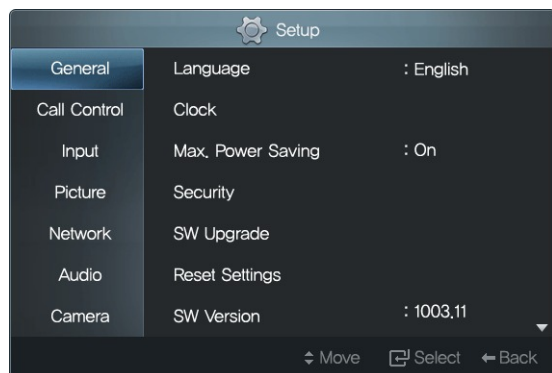 Setup
General
Language : English
Call Control
Clock
Input
Max. Power Saving : On
Picture
Security
Network
SW Upgrade
Audio
Reset Settings
Camera
SW Version : 1003.11
Move Select Back